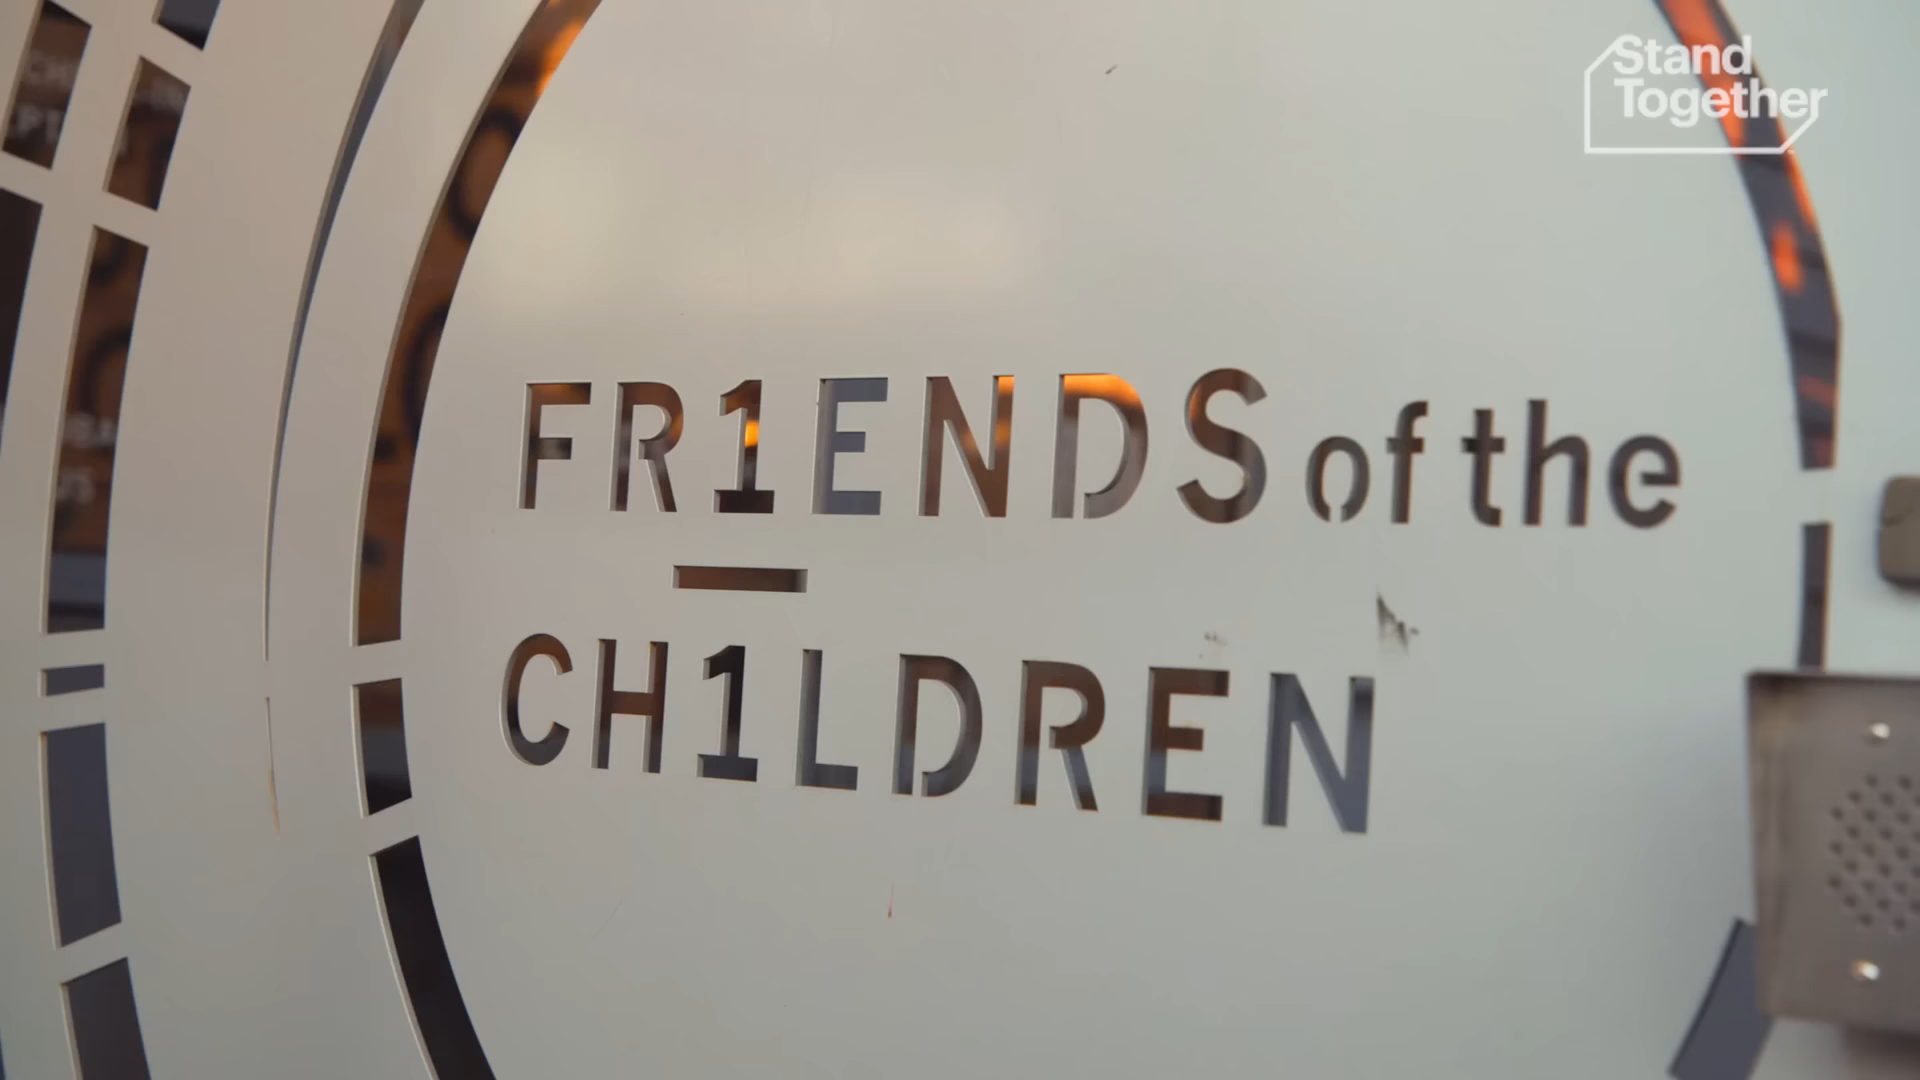 Stand
Together
FR1ENDS of the
CH1LDREN